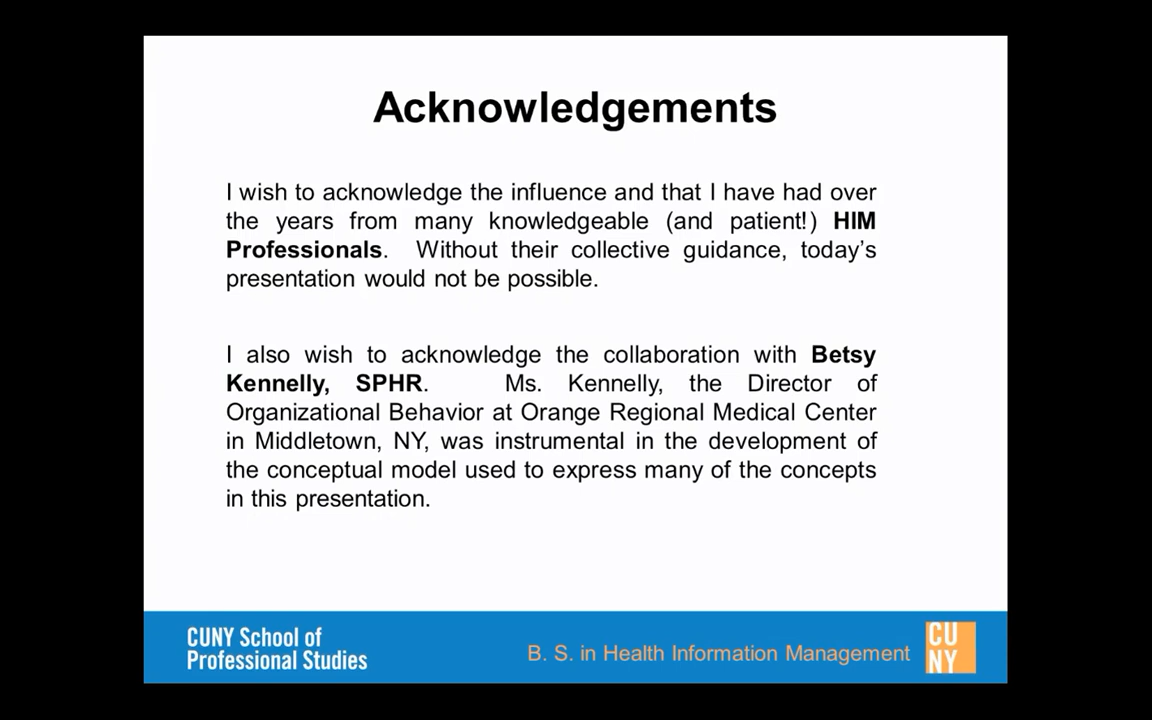 Acknowledgements
I wish to acknowledge the influence and that I have had over
the years from many knowledgeable (and patient!) HIM
Professionals. Without their collective guidance, today's
presentation would not be possible.
I also wish to acknowledge the collaboration with Betsy
Kennelly, SPHR. Ms. Kennelly, the Director of
Organizational Behavior at Orange Regional Medical Center
in Middletown, NY, was instrumental in the development of
the conceptual model used to express many of the concepts
in this presentation.
CUNY School of
Professional Studies
B. S. in Health Information Management
CU
NY